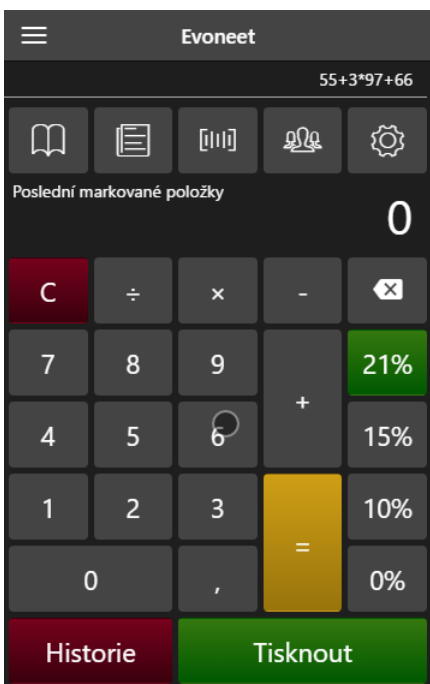 Evoneet
55+3*97+66
Poslední markované položky
0
C ÷ × -
7 8 9 21%
+
4 5 6 15%
1 2 3 10%
=
0 , 0%
Historie Tisknout